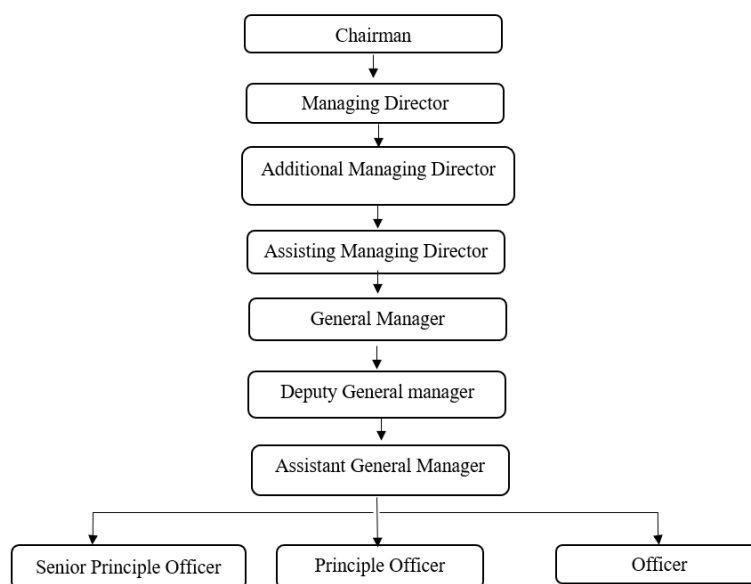 Chairman
Managing Director
Additional Managing Director
Assisting Managing Director
General Manager
Deputy General manager
Assistant General Manager
Senior Principle Officer
Principle Officer
Officer